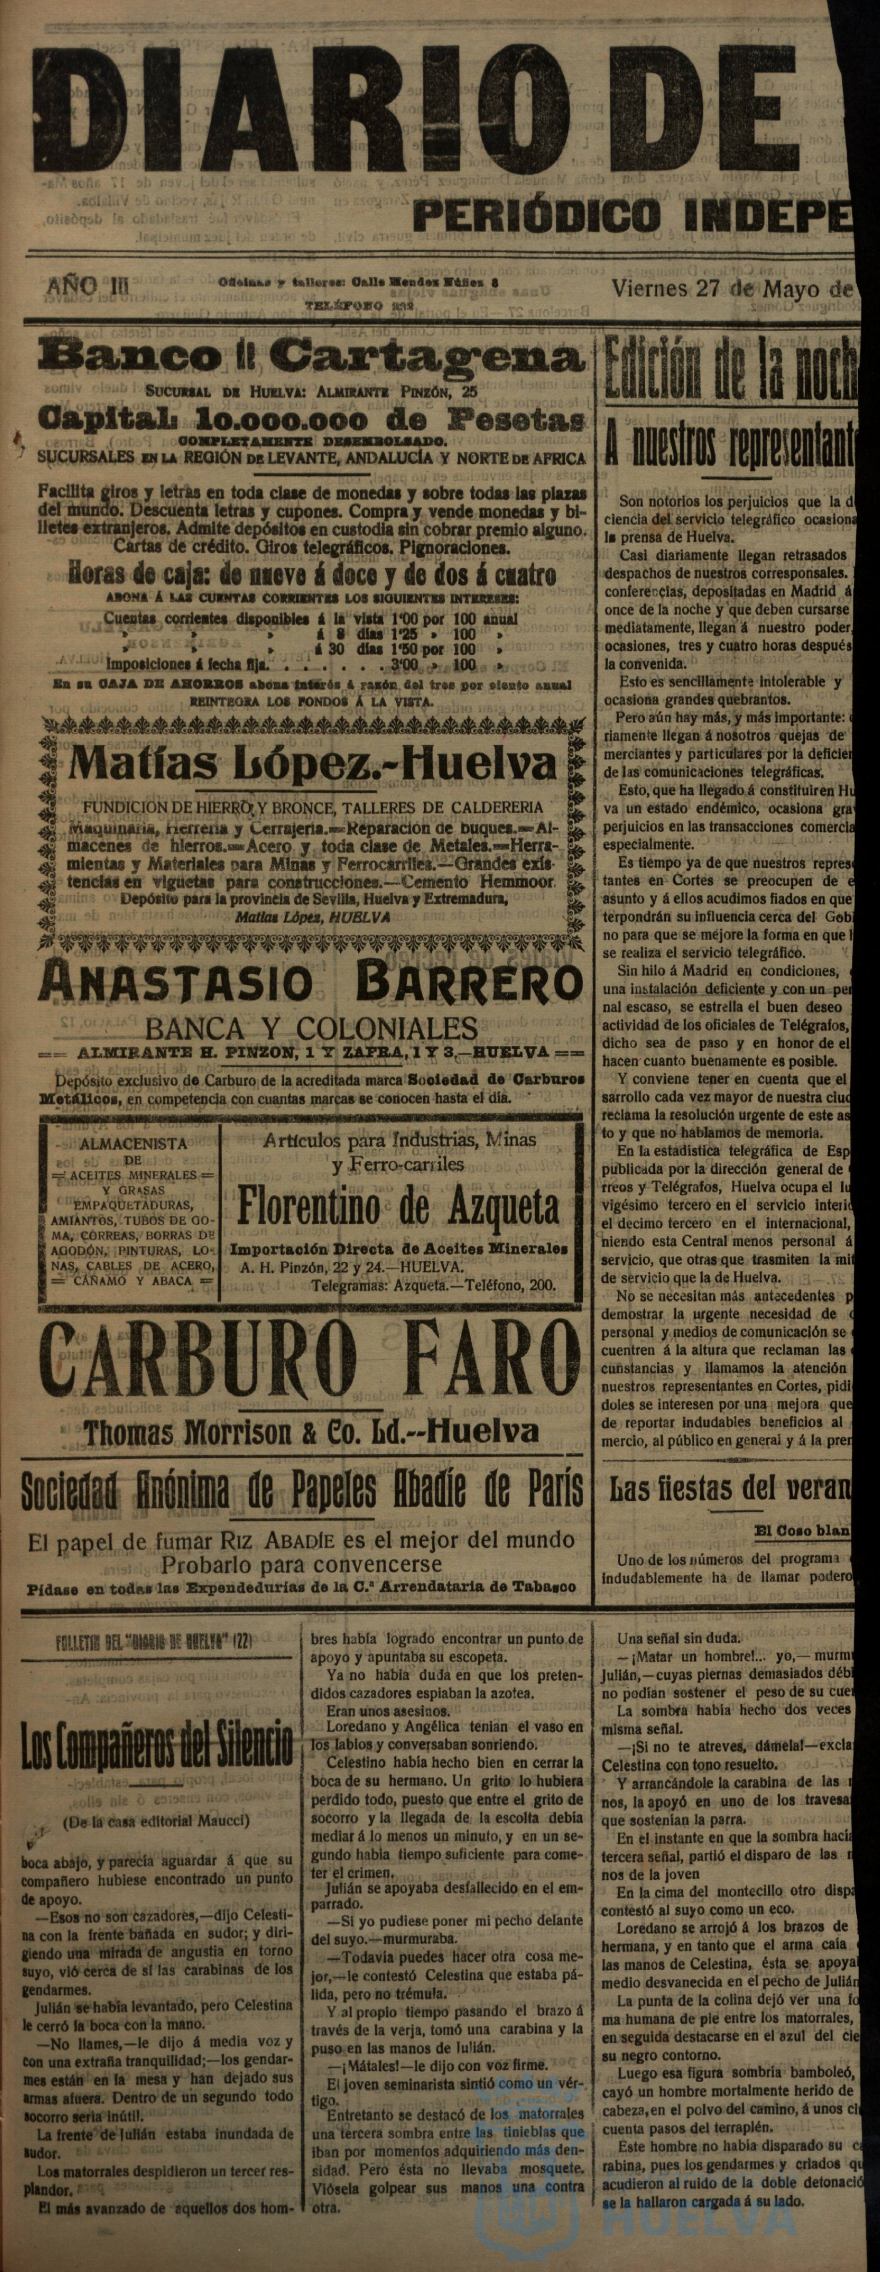 DIARIO DE
PERIÓDICO INDEPE
AÑO III
Oficinas y talleres: Calle Mendez Núñez 8
TELÉFONO 232
Viernes 27 de Mayo de
Banco de Cartagena
SUCURSAL DE HUELVA: ALMIRANTE PINZÓN, 25
Capital: 10.000.000 de Pesetas
COMPLETAMENTE DESEMBOLSADO.
SUCURSALES EN LA REGIÓN DE LEVANTE, ANDALUCÍA Y NORTE DE AFRICA
Facilita giros y letras en toda clase de monedas y sobre todas las plazas
del mundo. Descuenta letras y cupones. Compra y vende monedas y bi-
lletes extranjeros. Admite depósitos en custodia sin cobrar premio alguno.
Cartas de crédito. Giros telegráficos. Pignoraciones.
Horas de caja: de nueve á doce y de dos á cuatro
ABONA Á LAS CUENTAS CORRIENTES LOS SIGUIENTES INTERESES:
Cuentas corrientes disponibles á la vista 1'00 por 100 anual
» » » á 8 días 1'25 » 100 »
» » » á 30 días 1'50 por 100 »
Imposiciones á fecha fija. . . . . . . 3'00 » 100 »
En su CAJA DE AHORROS abona interés á razón del tres por ciento anual
REINTEGRA LOS FONDOS Á LA VISTA.
Matías López.-Huelva
FUNDICIÓN DE HIERRO Y BRONCE, TALLERES DE CALDERERIA
Maquinaria, Herrería y Cerrajería.—Reparación de buques.—Al-
macenes de hierros.—Acero y toda clase de Metales.—Herra-
mientas y Materiales para Minas y Ferrocarriles.—Grandes exis
tencias en viguetas para construcciones.—Cemento Hemmoor
Depósito para la provincia de Sevilla, Huelva y Extremadura,
Matías López, HUELVA
ANASTASIO BARRERO
BANCA Y COLONIALES
== ALMIRANTE H. PINZON, 1 Y ZAFRA, 1 Y 3.—HUELVA ==
Depósito exclusivo de Carburo de la acreditada marca Sociedad de Carburos
Metálicos, en competencia con cuantas marcas se conocen hasta el día.
ALMACENISTA
DE
= ACEITES MINERALES =
Y GRASAS
EMPAQUETADURAS,
AMIANTOS, TUBOS DE GO-
MA, CORREAS, BORRAS DE
ALGODÓN, PINTURAS, LO-
NAS, CABLES DE ACERO,
= CÁÑAMO Y ABACA =
Artículos para Industrias, Minas
y Ferro-carriles
Florentino de Azqueta
Importación Directa de Aceites Minerales
A. H. Pinzón, 22 y 24.—HUELVA.
Telegramas: Azqueta.—Teléfono, 200.
CARBURO FARO
Thomas Morrison & Co. Ld.--Huelva
Sociedad Anónima de Papeles Abadíe de París
El papel de fumar RIZ ABADÍE es el mejor del mundo
Probarlo para convencerse
Pídase en todas las Expendedurias de la C.ª Arrendataria de Tabasco
Edición de la noch
A nuestros representante
Son notorios los perjuicios que la d
ciencia del servicio telegráfico ocasiona
la prensa de Huelva.
Casi diariamente llegan retrasados
despachos de nuestros corresponsales.
conferencias, depositadas en Madrid á
once de la noche y que deben cursarse
mediatamente, llegan á nuestro poder,
ocasiones, tres y cuatro horas después
la convenida.
Esto es sencillamente intolerable y
ocasiona grandes quebrantos.
Pero aún hay más, y más importante:
riamente llegan á nosotros quejas de
merciantes y particulares por la deficien
de las comunicaciones telegráficas.
Esto, que ha llegado á constituir en Hu
va un estado endémico, ocasiona gra
perjuicios en las transacciones comercia
especialmente.
Es tiempo ya de que nuestros represe
tantes en Cortes se preocupen de e
asunto y á ellos acudimos fiados en que
terpondrán su influencia cerca del Gobi
no para que se mejore la forma en que h
se realiza el servicio telegráfico.
Sin hilo á Madrid en condiciones,
una instalación deficiente y con un per
nal escaso, se estrella el buen deseo
actividad de los oficiales de Telégrafos,
dicho sea de paso y en honor de el
hacen cuanto buenamente es posible.
Y conviene tener en cuenta que el
sarrollo cada vez mayor de nuestra ciud
reclama la resolución urgente de este as
to y que no hablamos de memoria.
En la estadistica telegráfica de Esp
publicada por la dirección general de
rreos y Telégrafos, Huelva ocupa el lu
vigésimo tercero en el servicio interio
el decimo tercero en el internacional,
niendo esta Central menos personal á
servicio, que otras que trasmiten la mit
de servicio que la de Huelva.
No se necesitan más antecedentes p
demostrar la urgente necesidad de
personal y medios de comunicación se
cuentren á la altura que reclaman las
cunstancias y llamamos la atención
nuestros representantes en Cortes, pidi
doles se interesen por una mejora que
de reportar indudables beneficios al
mercio, al público en general y á la pren
Las fiestas del veran
El Coso blan
Uno de los números del programa
indudablemente ha de llamar podero
FOLLETIN DEL "DIARIO DE HUELVA" (22)
Los Compañeros del Silencio
(De la casa editorial Maucci)
boca abajo, y parecía aguardar á que su
compañero hubiese encontrado un punto
de apoyo.
—Esos no son cazadores,—dijo Celesti-
na con la frente bañada en sudor; y diri-
giendo una mirada de angustia en torno
suyo, vió cerca de sí las carabinas de los
gendarmes.
Julián se había levantado, pero Celestina
le cerró la boca con la mano.
—No llames,—le dijo á media voz y
con una extraña tranquilidad;—los gendar-
mes están en la mesa y han dejado sus
armas afuera. Dentro de un segundo todo
socorro sería inútil.
La frente de Julián estaba inundada de
sudor.
Los matorrales despidieron un tercer res-
plandor.
El más avanzado de aquellos dos hom-
bres había logrado encontrar un punto de
apoyo y apuntaba su escopeta.
Ya no había duda en que los preten-
didos cazadores espiaban la azotea.
Eran unos asesinos.
Loredano y Angélica tenían el vaso en
los labios y conversaban sonriendo.
Celestino había hecho bien en cerrar la
boca de su hermano. Un grito lo hubiera
perdido todo, puesto que entre el grito de
socorro y la llegada de la escolta debía
mediar á lo menos un minuto, y en un se-
gundo había tiempo suficiente para come-
ter el crimen.
Julián se apoyaba desfallecido en el em-
parrado.
—Si yo pudiese poner mi pecho delante
del suyo.—murmuraba.
—Todavía puedes hacer otra cosa me-
jor,—le contestó Celestina que estaba pá-
lida, pero no trémula.
Y al propio tiempo pasando el brazo á
través de la verja, tomó una carabina y la
puso en las manos de Julián.
—¡Mátales!—le dijo con voz firme.
El joven seminarista sintió como un vér-
tigo.
Entretanto se destacó de los matorrales
una tercera sombra entre las tinieblas que
iban por momentos adquiriendo más den-
sidad. Pero ésta no llevaba mosquete.
Viósela golpear sus manos una contra
otra.
Una señal sin duda.
—¡Matar un hombre!... yo,—murm
Julián,—cuyas piernas demasiados débi
no podían sostener el peso de su cuer
La sombra había hecho dos veces
misma señal.
—¡Si no te atreves, dámela!—excla
Celestina con tono resuelto.
Y arrancándole la carabina de las
nos, la apoyó en uno de los travesa
que sostenían la parra.
En el instante en que la sombra hacía
tercera señal, partió el disparo de las
nos de la joven
En la cima del montecillo otro dispa
contestó al suyo como un eco.
Loredano se arrojó á los brazos de
hermana, y en tanto que el arma caía
las manos de Celestina, ésta se apoya
medio desvanecida en el pecho de Julián
La punta de la colina dejó ver una fo
ma humana de pie entre los matorrales,
en seguida destacarse en el azul del cie
su negro contorno.
Luego esa figura sombría bamboleó,
cayó un hombre mortalmente herido de
cabeza, en el polvo del camino, á unos ci
cuenta pasos del terraplén.
Este hombre no había disparado su ca
rabina, pues los gendarmes y criados qu
acudieron al ruido de la doble detonació
se la hallaron cargada á su lado.
HUELVA